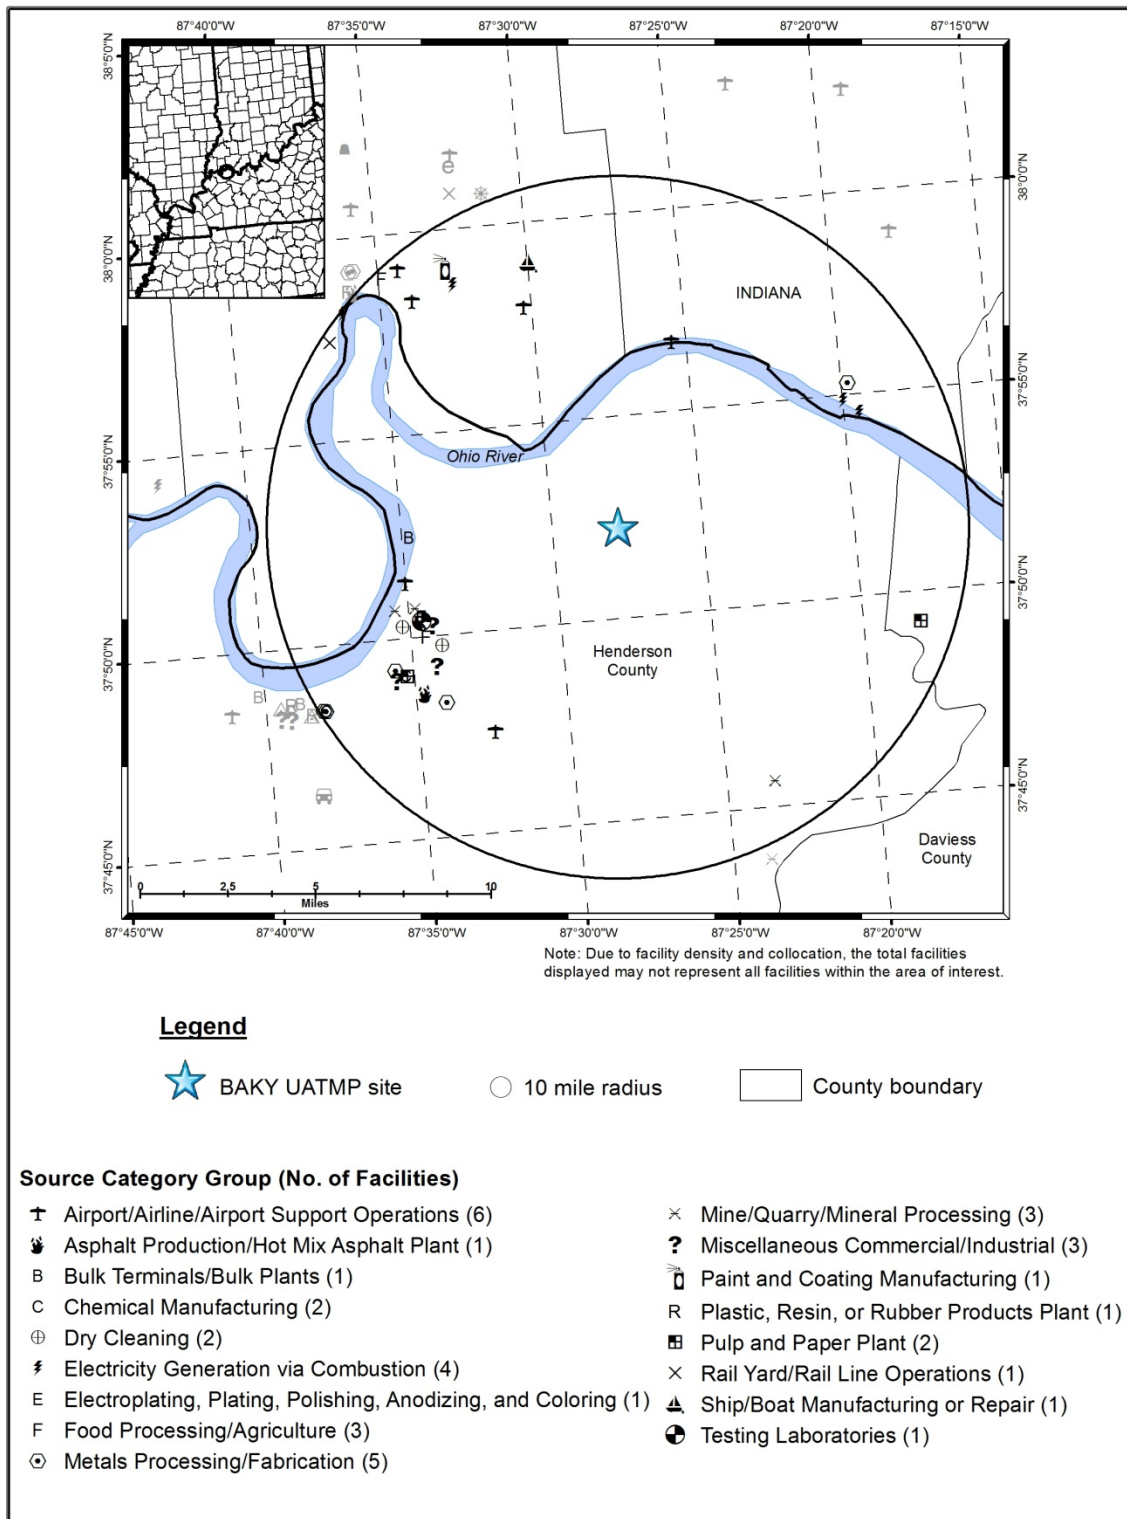 87°40'0"W 87°35'0"W 87°30'0"W 87°25'0"W 87°20'0"W 87°15'0"W
38°5'0"N
38°0'0"N
38°0'0"N
INDIANA
37°55'0"N
Ohio River
37°55'0"N
B
37°50'0"N
Henderson
County
37°50'0"N
37°45'0"N
Daviess
County
37°45'0"N
0 2.5 5 10
Miles
87°45'0"W 87°40'0"W 87°35'0"W 87°30'0"W 87°25'0"W 87°20'0"W
Note: Due to facility density and collocation, the total facilities
displayed may not represent all facilities within the area of interest.
Legend
BAKY UATMP site 10 mile radius County boundary
Source Category Group (No. of Facilities)
Airport/Airline/Airport Support Operations (6)
Asphalt Production/Hot Mix Asphalt Plant (1)
B Bulk Terminals/Bulk Plants (1)
C Chemical Manufacturing (2)
Dry Cleaning (2)
Electricity Generation via Combustion (4)
E Electroplating, Plating, Polishing, Anodizing, and Coloring (1)
F Food Processing/Agriculture (3)
Metals Processing/Fabrication (5)
Mine/Quarry/Mineral Processing (3)
? Miscellaneous Commercial/Industrial (3)
Paint and Coating Manufacturing (1)
R Plastic, Resin, or Rubber Products Plant (1)
Pulp and Paper Plant (2)
Rail Yard/Rail Line Operations (1)
Ship/Boat Manufacturing or Repair (1)
Testing Laboratories (1)